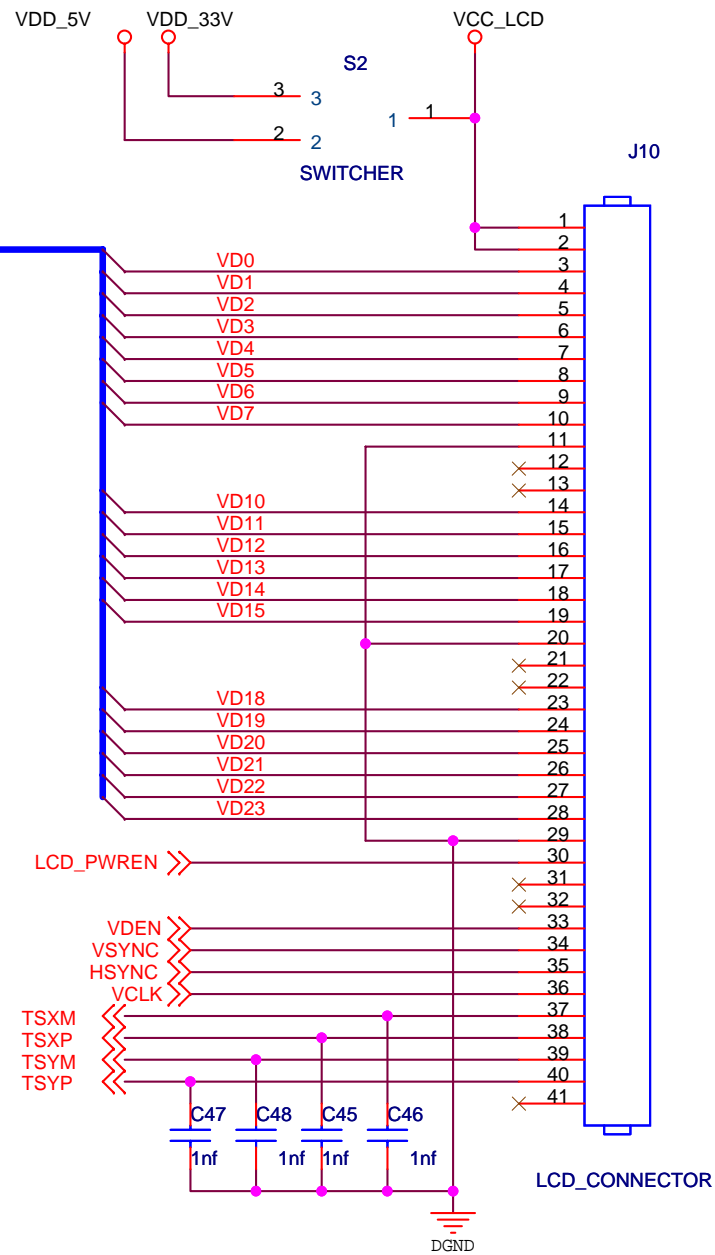 VDD_5V VDD_33V VCC_LCD
S2
3 3
1 1
2 2
SWITCHER
J10
1
2
VD0 3
VD1 4
VD2 5
VD3 6
VD4 7
VD5 8
VD6 9
VD7 10
11
12
13
VD10 14
VD11 15
VD12 16
VD13 17
VD14 18
VD15 19
20
21
22
VD18 23
VD19 24
VD20 25
VD21 26
VD22 27
VD23 28
29
LCD_PWREN 30
31
32
VDEN 33
VSYNC 34
HSYNC 35
VCLK 36
TSXM 37
TSXP 38
TSYM 39
TSYP 40
41
C47 C48 C45 C46
1nf 1nf 1nf 1nf
LCD_CONNECTOR
DGND